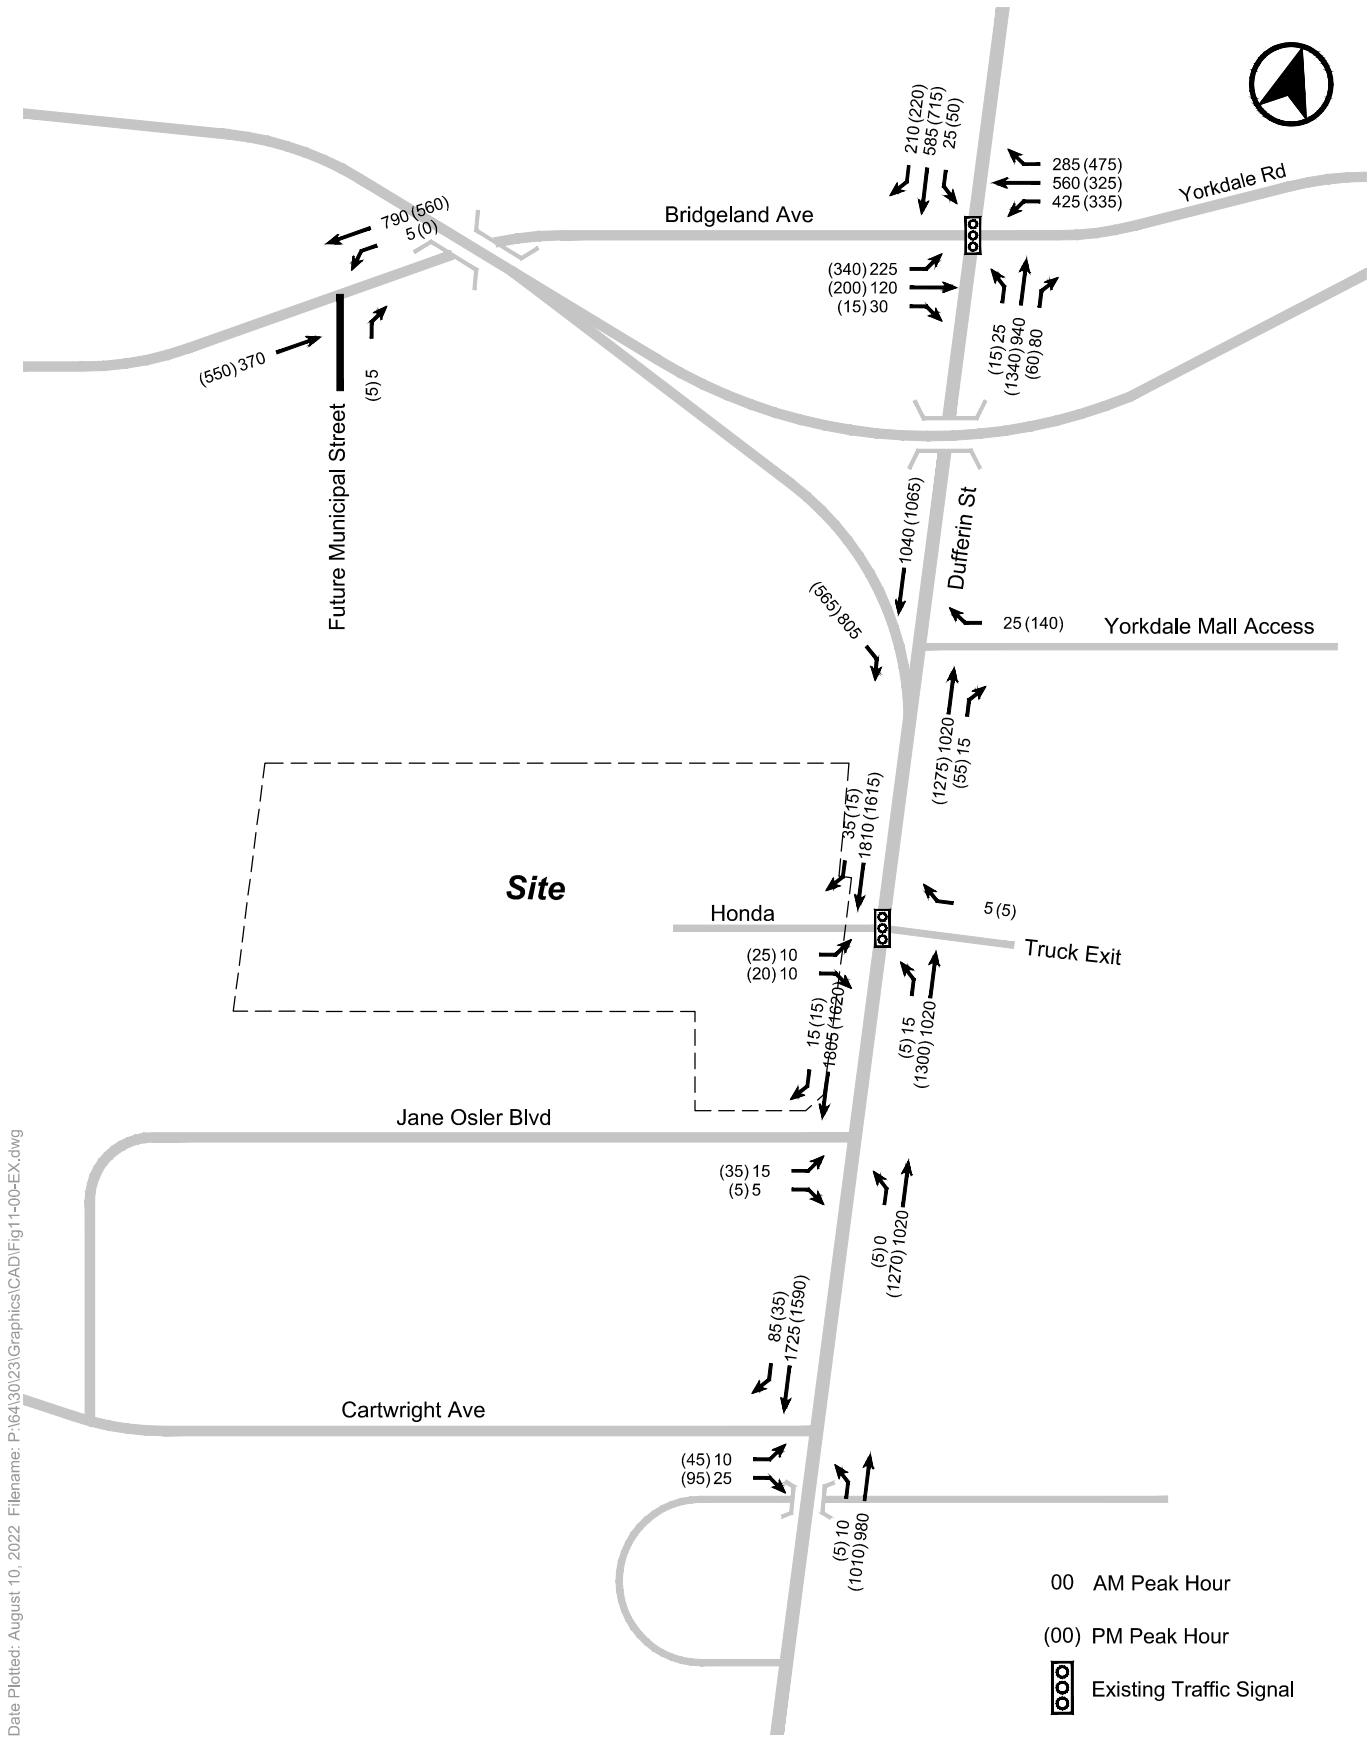 210 (220)
585 (715)
25 (50)
285 (475)
560 (325)
425 (335)
Yorkdale Rd
Bridgeland Ave
790 (560)
5 (0)
(340) 225
(200) 120
(15) 30
(15) 25
(1340) 940
(60) 80
(550) 370
(5) 5
Future Municipal Street
1040 (1065)
Dufferin St
(565) 805
25 (140)
Yorkdale Mall Access
(1275) 1020
(55) 15
35 (15)
1810 (1615)
Site
Honda
5 (5)
Truck Exit
(25) 10
(20) 10
15 (15)
1805 (1620)
(5) 15
(1300) 1020
Jane Osler Blvd
(35) 15
(5) 5
(5) 0
(1270) 1020
85 (35)
1725 (1590)
Cartwright Ave
(45) 10
(95) 25
(5) 10
(1010) 980
00 AM Peak Hour
(00) PM Peak Hour
Existing Traffic Signal
Date Plotted: August 10, 2022 Filename: P:\64\30\23\Graphics\CAD\Fig11-00-EX.dwg